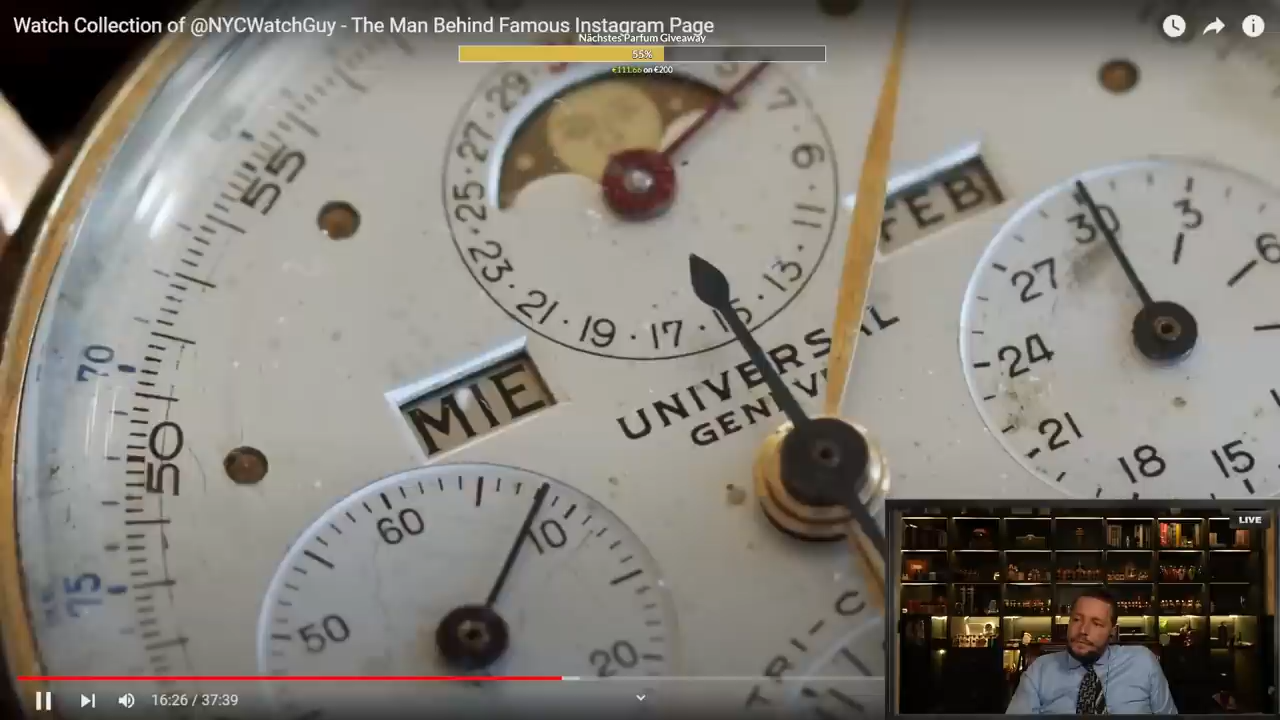 Watch Collection of @NYCWatchGuy - The Man Behind Famous Instagram Page
Nächstes Parfum Giveaway
55%
€111.66 on €200
29
27
25
23
21
19
17
15
13
11
9
7
FEB
MIE
UNIVERSAL
GENEVE
TRI-C
55
70
50
75
60
10
50
20
30
3
6
27
24
21
18
15
LIVE
16:26 / 37:39